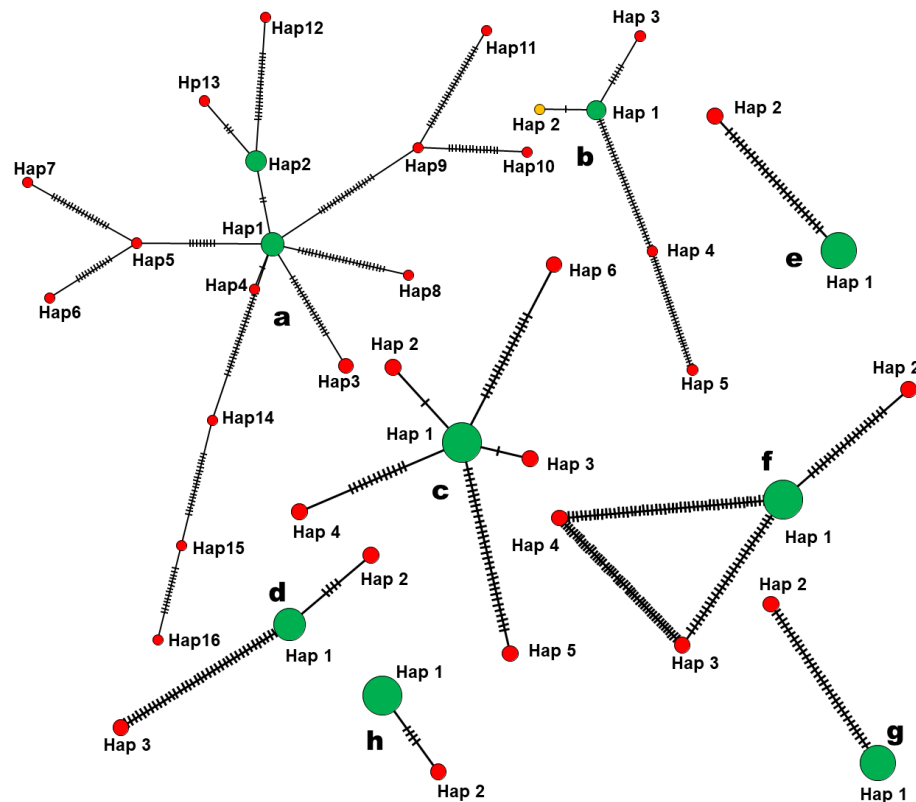 Hap12
Hap11
Hp13
Hap2
Hap9
Hap10
Hap7
Hap1
Hap5
Hap4
Hap8
Hap6
a
Hap3
Hap14
Hap15
Hap16
Hap 3
Hap 2
Hap 1
b
Hap 4
Hap 5
Hap 2
e
Hap 1
Hap 6
Hap 2
Hap 1
Hap 3
c
Hap 4
Hap 5
Hap 2
f
Hap 1
Hap 4
Hap 3
d
Hap 2
Hap 1
Hap 3
Hap 1
h
Hap 2
Hap 2
g
Hap 1